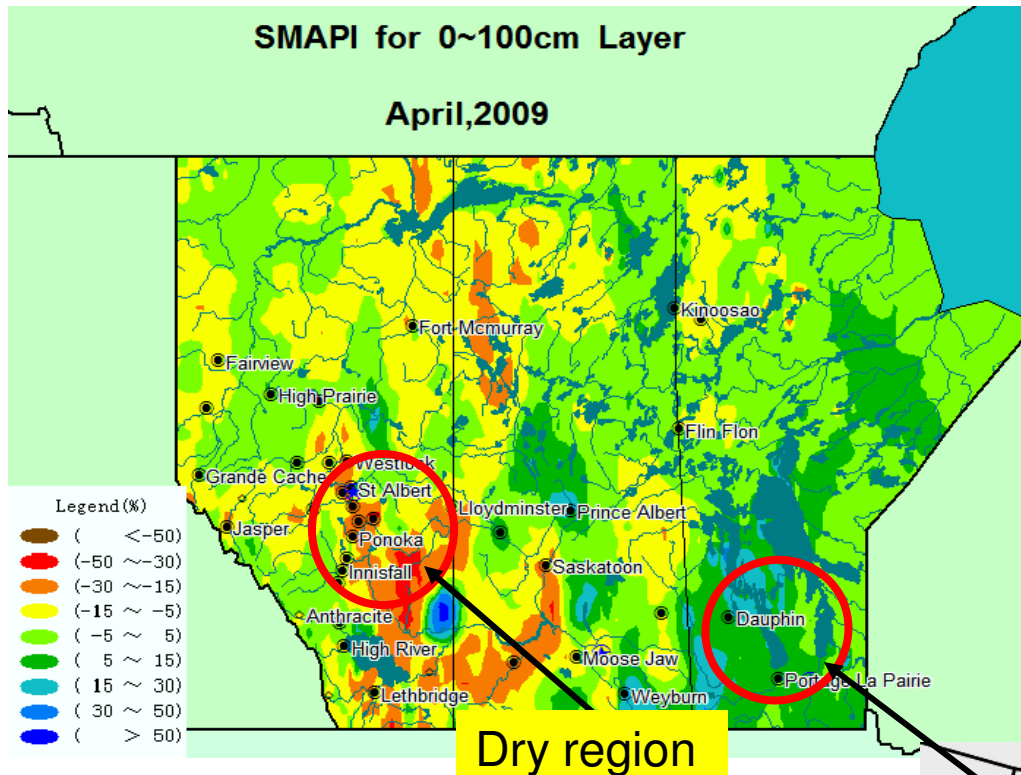 SMAPI for 0~100cm Layer
April,2009
Kinoosao
Fort Mcmurray
Fairview
High Prairie
Flin Flon
Westlock
Grande Cache
St Albert
Lloydminster
Prince Albert
Jasper
Ponoka
Saskatoon
Innisfall
Anthracite
Dauphin
High River
Moose Jaw
Portage La Pairie
Lethbridge
Weyburn
Legend(%)
( <-50)
(-50 ~-30)
(-30 ~-15)
(-15 ~ -5)
( -5 ~ 5)
( 5 ~ 15)
( 15 ~ 30)
( 30 ~ 50)
( > 50)
Dry region